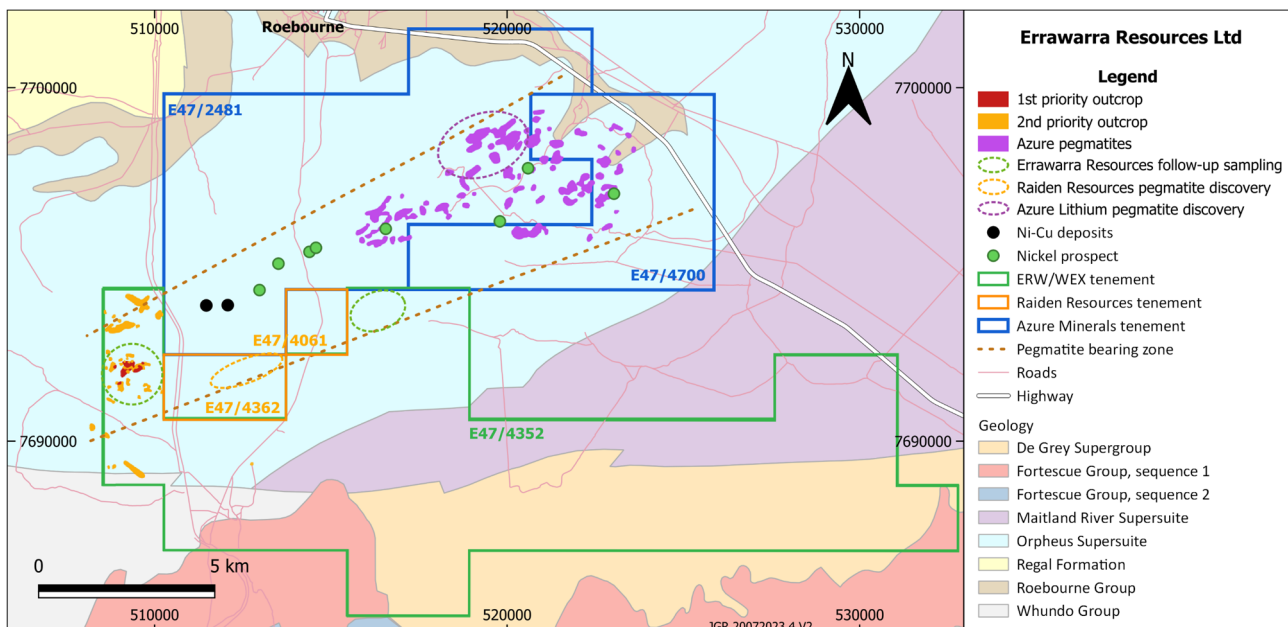 510000
Roebourne
520000
530000
7700000
7700000
N
E47/2481
E47/4700
E47/4061
E47/4362
E47/4352
7690000
7690000
0
5 km
510000
520000
530000
JGP_20072023_4_V2
Errawarra Resources Ltd
Legend
1st priority outcrop
2nd priority outcrop
Azure pegmatites
Errawarra Resources follow-up sampling
Raiden Resources pegmatite discovery
Azure Lithium pegmatite discovery
Ni-Cu deposits
Nickel prospect
ERW/WEX tenement
Raiden Resources tenement
Azure Minerals tenement
Pegmatite bearing zone
Roads
Highway
Geology
De Grey Supergroup
Fortescue Group, sequence 1
Fortescue Group, sequence 2
Maitland River Supersuite
Orpheus Supersuite
Regal Formation
Roebourne Group
Whundo Group